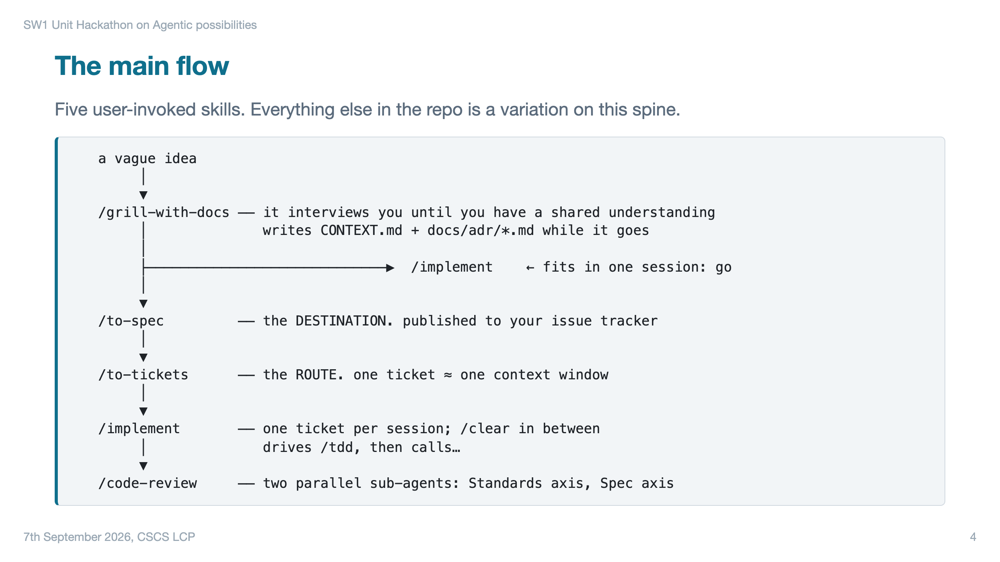 SW1 Unit Hackathon on Agentic possibilities
The main flow
Five user-invoked skills. Everything else in the repo is a variation on this spine.
a vague idea
/grill-with-docs —— it interviews you until you have a shared understanding
writes CONTEXT.md + docs/adr/*.md while it goes
/implement ← fits in one session: go
/to-spec —— the DESTINATION. published to your issue tracker
/to-tickets —— the ROUTE. one ticket ≈ one context window
/implement —— one ticket per session; /clear in between
drives /tdd, then calls…
/code-review —— two parallel sub-agents: Standards axis, Spec axis
7th September 2026, CSCS LCP
4